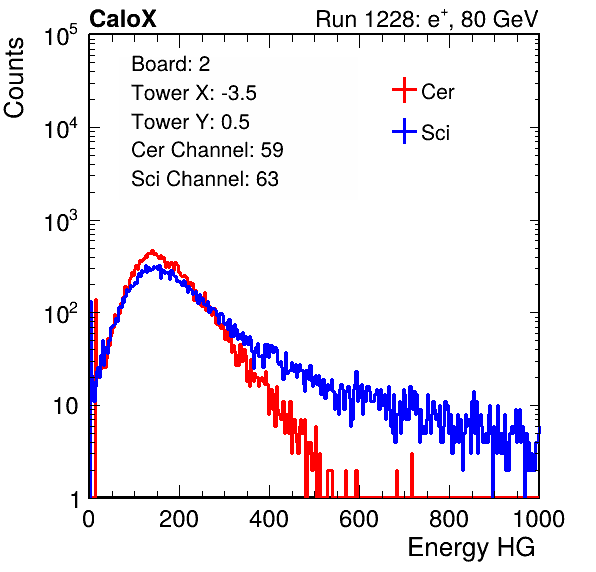 CaloX Run 1228: e⁺, 80 GeV
Counts
10⁵
10⁴
10³
10²
10
1
Board: 2
Tower X: -3.5
Tower Y: 0.5
Cer Channel: 59
Sci Channel: 63
Cer
Sci
0 200 400 600 800 1000
Energy HG